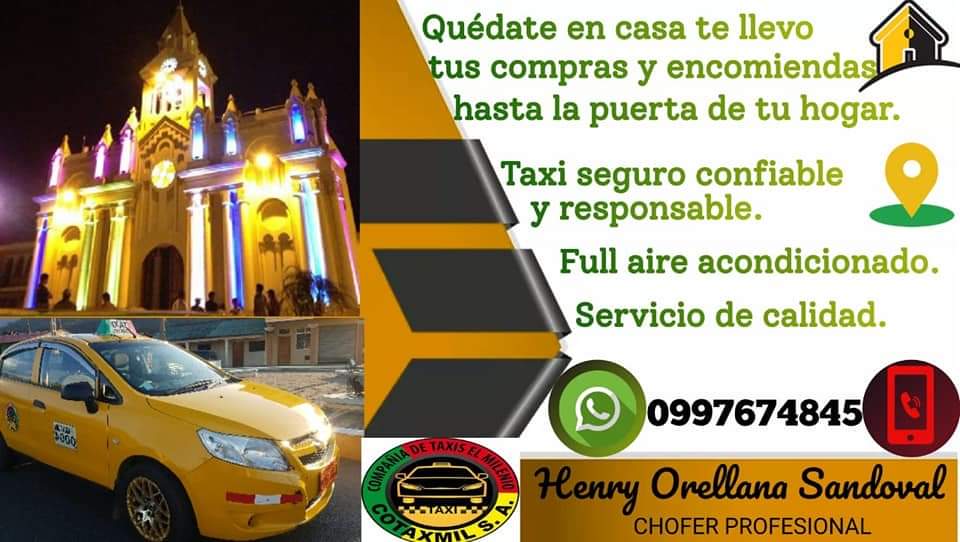 Quédate en casa te llevo
tus compras y encomiendas
hasta la puerta de tu hogar.
Taxi seguro confiable
y responsable.
Full aire acondicionado.
Servicio de calidad.
0997674845
COMPAÑIA DE TAXIS EL MILENIO
TAXI
COTAXMIL S. A.
Henry Orellana Sandoval
CHOFER PROFESIONAL